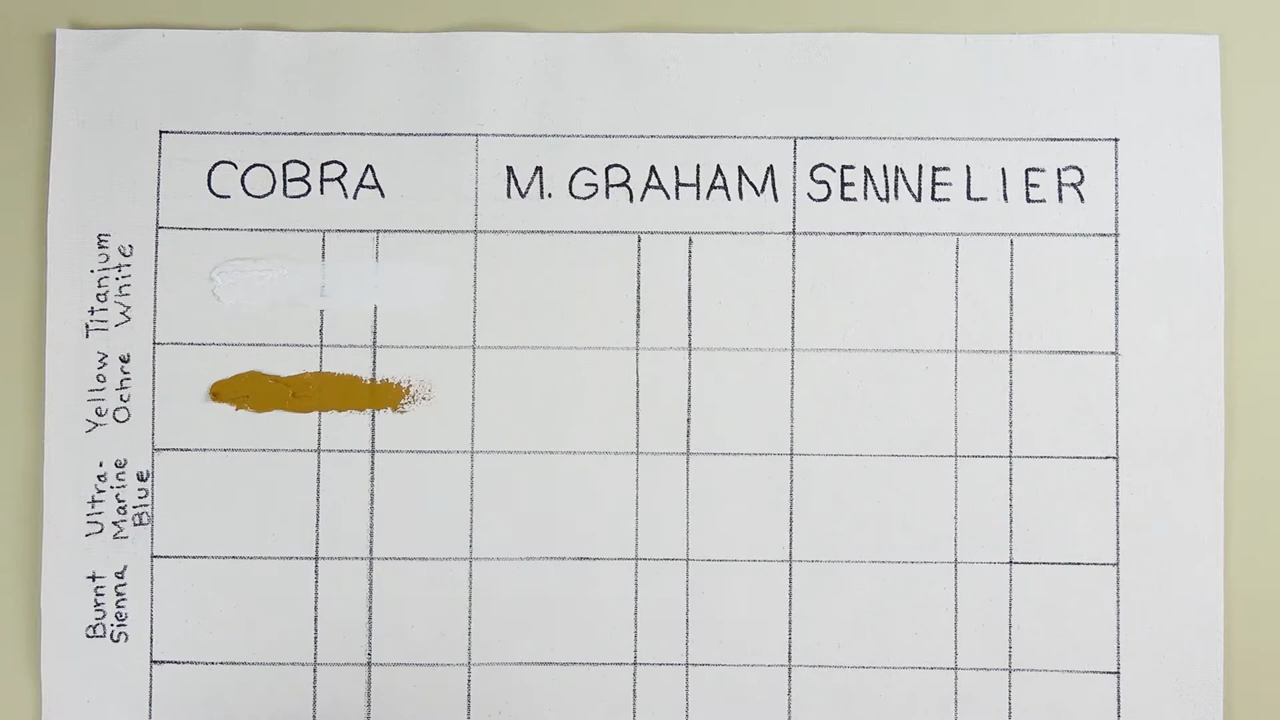 COBRA
M. GRAHAM
SENNELIER
Titanium
White
Yellow
Ochre
Ultra-
Marine
Blue
Burnt
Sienna